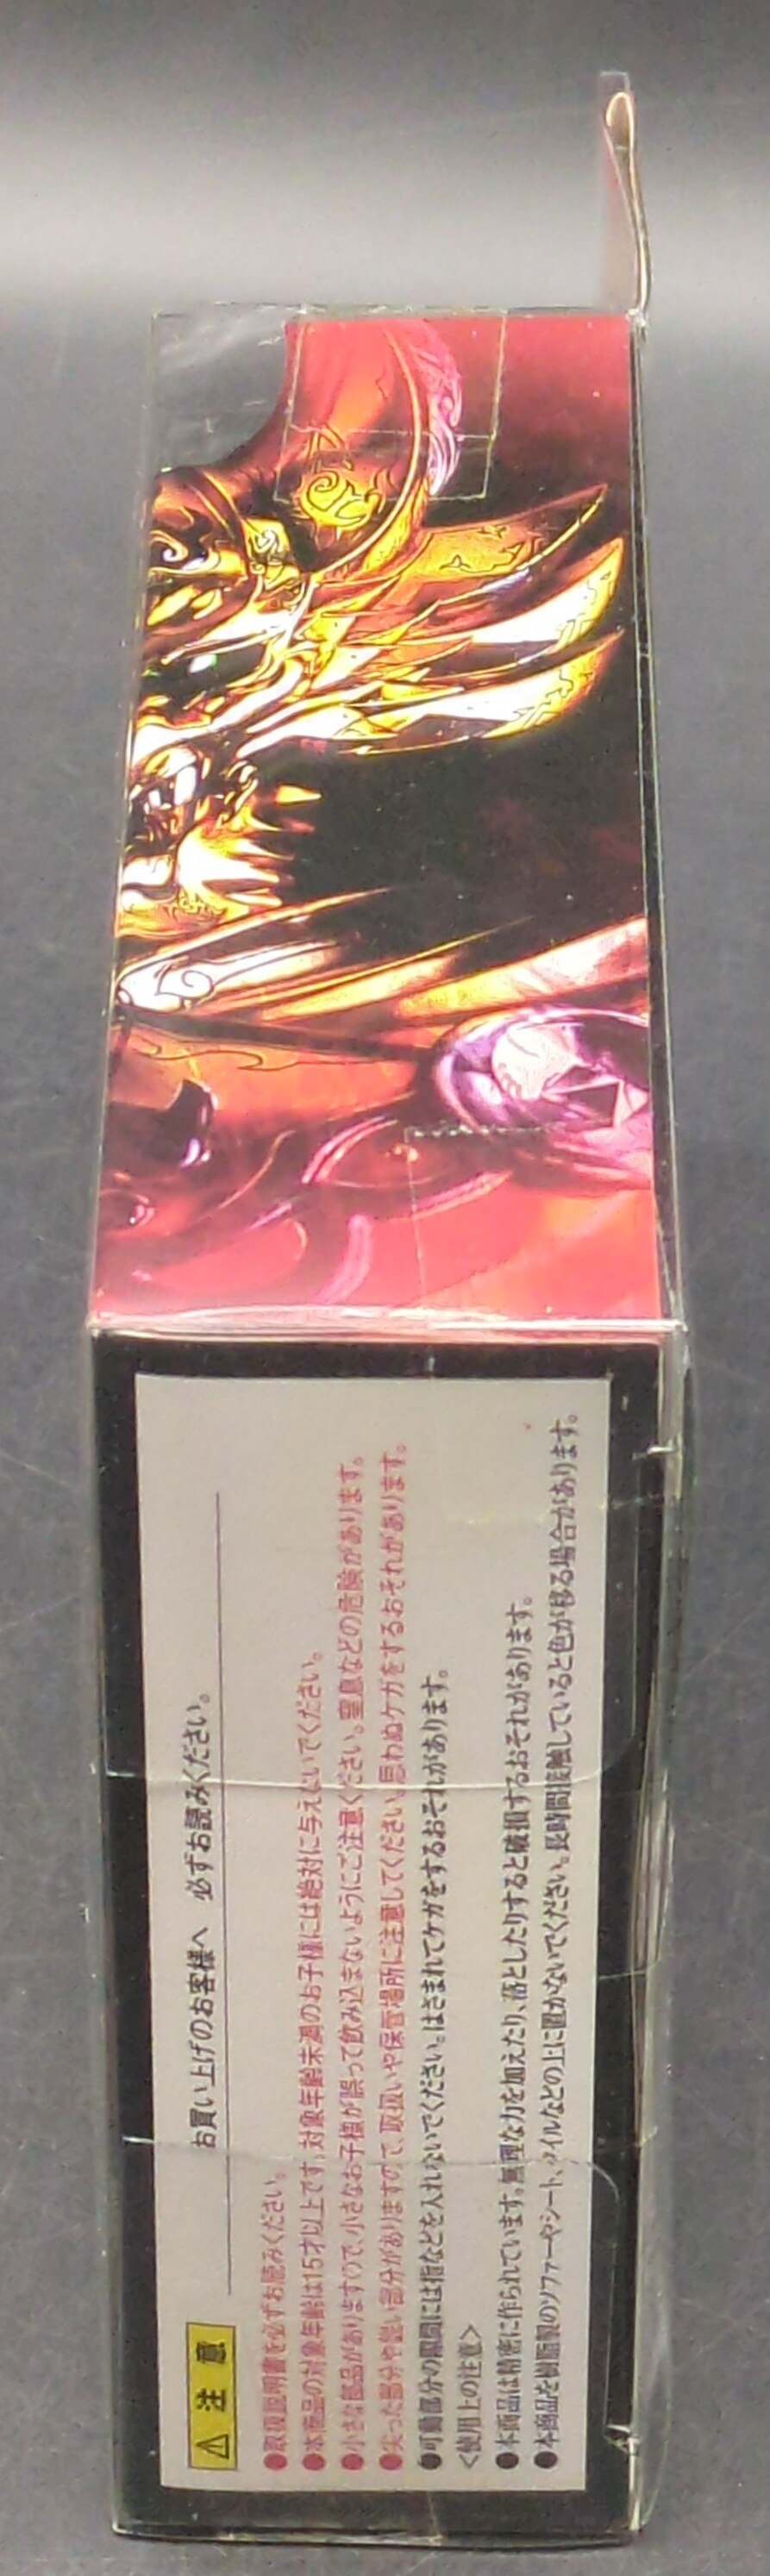 ⚠ 注意
お買い上げのお客様へ 必ずお読みください。
●取扱説明書を必ずお読みください。
●本商品の対象年齢は15才以上です。対象年齢未満のお子様には絶対に与えないでください。
●小さな部品がありますので、小さなお子様が誤って飲み込まないようにご注意ください。窒息などの危険があります。
●尖った部分や鋭い部分がありますので、取扱いや保管場所に注意してください。思わぬケガをするおそれがあります。
●可動部分の隙間には指などを入れないでください。はさまれてケガをするおそれがあります。
<使用上の注意>
●本商品は精密に作られています。無理な力を加えたり、落としたりすると破損するおそれがあります。
●本商品を樹脂製のソファーやシート、タイルなどの上に置かないでください。長時間接触していると色が移る場合があります。